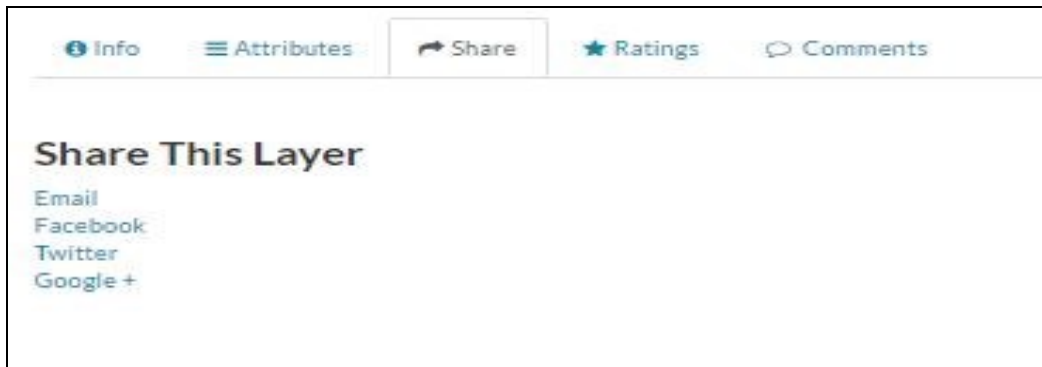 Info Attributes Share Ratings Comments
Share This Layer
Email
Facebook
Twitter
Google +